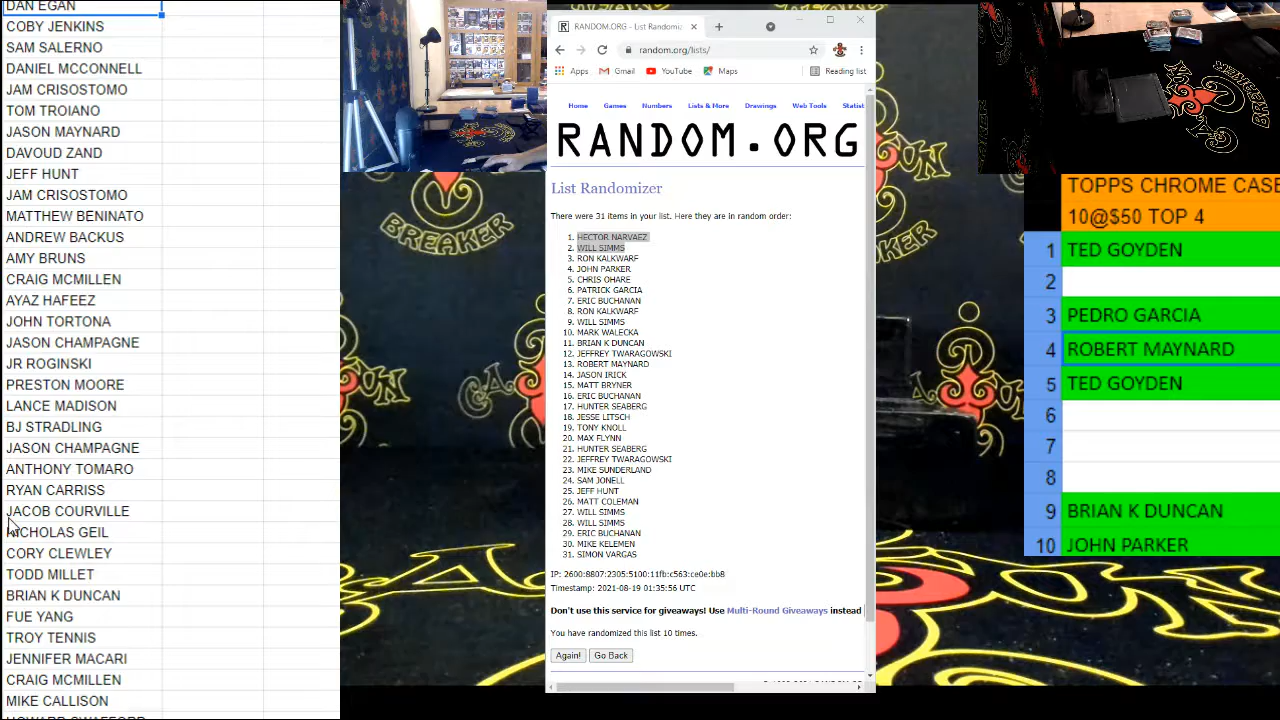 DAN EGAN
COBY JENKINS
SAM SALERNO
DANIEL MCCONNELL
JAM CRISOSTOMO
TOM TROIANO
JASON MAYNARD
DAVOUD ZAND
JEFF HUNT
JAM CRISOSTOMO
MATTHEW BENINATO
ANDREW BACKUS
AMY BRUNS
CRAIG MCMILLEN
AYAZ HAFEEZ
JOHN TORTONA
JASON CHAMPAGNE
JR ROGINSKI
PRESTON MOORE
LANCE MADISON
BJ STRADLING
JASON CHAMPAGNE
ANTHONY TOMARO
RYAN CARRISS
JACOB COURVILLE
NICHOLAS GEIL
CORY CLEWLEY
TODD MILLET
BRIAN K DUNCAN
FUE YANG
TROY TENNIS
JENNIFER MACARI
CRAIG MCMILLEN
MIKE CALLISON
HOWARD SWAFFORD
BREAKER
RANDOM.ORG - List Randomiz
random.org/lists/
Apps Gmail YouTube Maps Reading list
Home Games Numbers Lists & More Drawings Web Tools Statist
RANDOM.ORG
List Randomizer
There were 31 items in your list. Here they are in random order:
1. HECTOR NARVAEZ
2. WILL SIMMS
3. RON KALKWARF
4. JOHN PARKER
5. CHRIS OHARE
6. PATRICK GARCIA
7. ERIC BUCHANAN
8. RON KALKWARF
9. WILL SIMMS
10. MARK WALECKA
11. BRIAN K DUNCAN
12. JEFFREY TWARAGOWSKI
13. ROBERT MAYNARD
14. JASON IRICK
15. MATT BRYNER
16. ERIC BUCHANAN
17. HUNTER SEABERG
18. JESSE LITSCH
19. TONY KNOLL
20. MAX FLYNN
21. HUNTER SEABERG
22. JEFFREY TWARAGOWSKI
23. MIKE SUNDERLAND
24. SAM JONELL
25. JEFF HUNT
26. MATT COLEMAN
27. WILL SIMMS
28. WILL SIMMS
29. ERIC BUCHANAN
30. MIKE KELEMEN
31. SIMON VARGAS
IP: 2600:8807:2305:5100:11fb:c563:ce0e:bb8
Timestamp: 2021-08-19 01:35:56 UTC
Don't use this service for giveaways! Use Multi-Round Giveaways instead
You have randomized this list 10 times.
Again! Go Back
TOPPS CHROME CASE
10@$50 TOP 4
1 TED GOYDEN
2
3 PEDRO GARCIA
4 ROBERT MAYNARD
5 TED GOYDEN
6
7
8
9 BRIAN K DUNCAN
10 JOHN PARKER